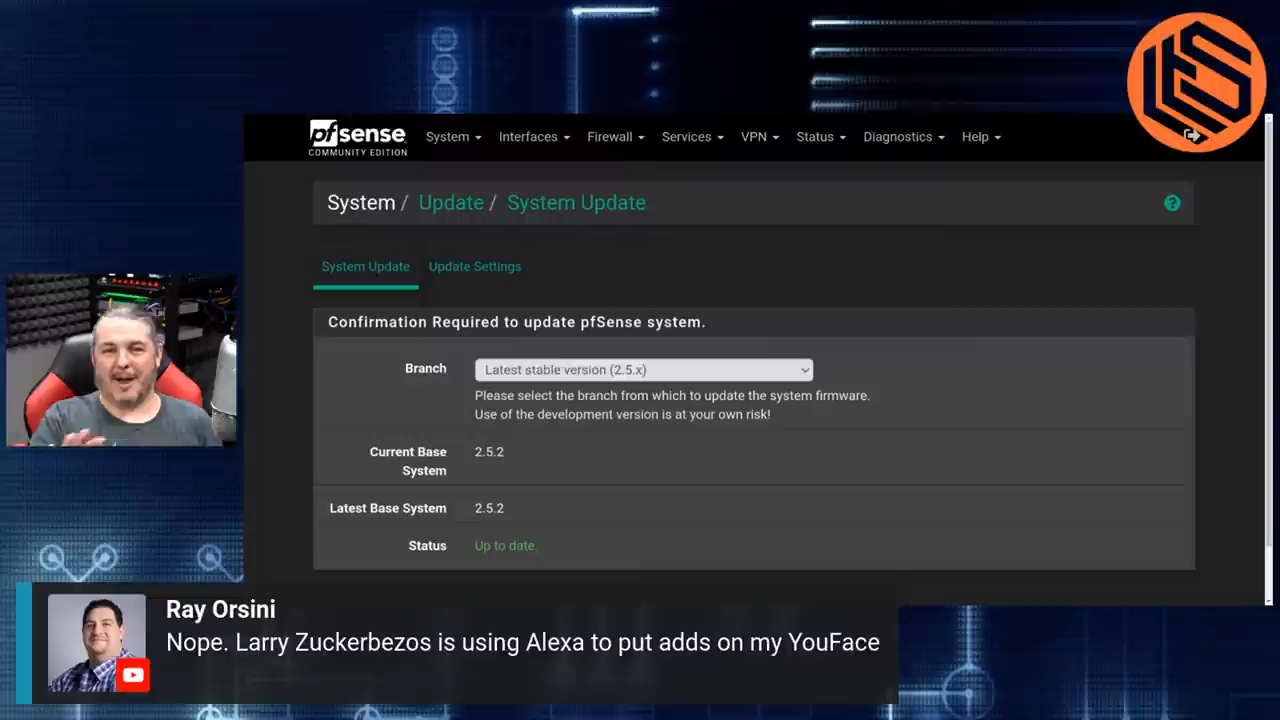 pfsense
COMMUNITY EDITION
System
Interfaces
Firewall
Services
VPN
Status
Diagnostics
Help
System / Update / System Update
System Update
Update Settings
Confirmation Required to update pfSense system.
Branch
Latest stable version (2.5.x)
Please select the branch from which to update the system firmware.
Use of the development version is at your own risk!
Current Base
System
2.5.2
Latest Base System
2.5.2
Status
Up to date.
Ray Orsini
Nope. Larry Zuckerbezos is using Alexa to put adds on my YouFace